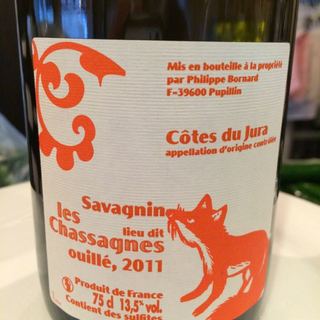 Mis en bouteille à la propriété
par Philippe Bornard
F-39600 Pupillin
Côtes du Jura
appellation d'origine contrôlée
Savagnin
les lieu dit
Chassagnes
ouillé, 2011
Produit de France
75 cl 13,5% vol.
Contient des sulfites